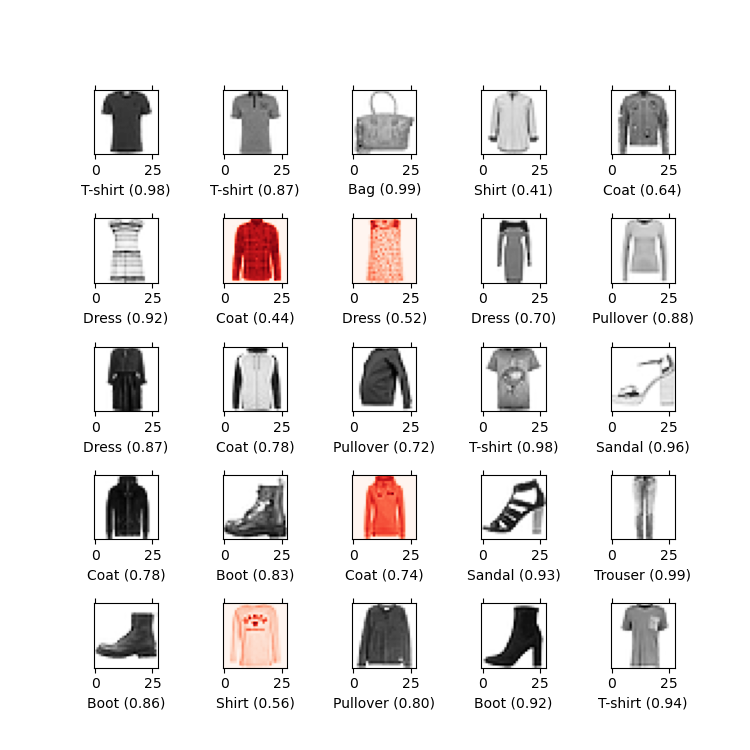 0 25 0 25 0 25 0 25 0 25
T-shirt (0.98) T-shirt (0.87) Bag (0.99) Shirt (0.41) Coat (0.64)
0 25 0 25 0 25 0 25 0 25
Dress (0.92) Coat (0.44) Dress (0.52) Dress (0.70) Pullover (0.88)
0 25 0 25 0 25 0 25 0 25
Dress (0.87) Coat (0.78) Pullover (0.72) T-shirt (0.98) Sandal (0.96)
0 25 0 25 0 25 0 25 0 25
Coat (0.78) Boot (0.83) Coat (0.74) Sandal (0.93) Trouser (0.99)
0 25 0 25 0 25 0 25 0 25
Boot (0.86) Shirt (0.56) Pullover (0.80) Boot (0.92) T-shirt (0.94)